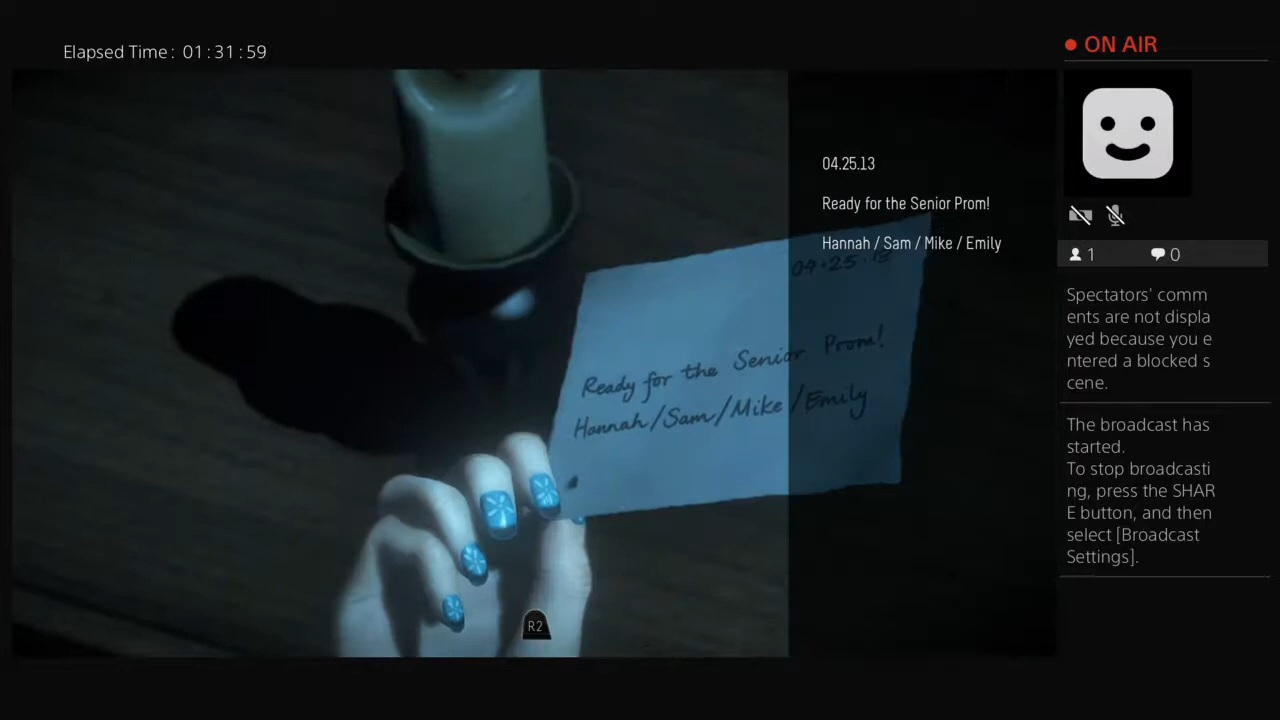 Elapsed Time: 01:31:59
ON AIR
04.25.13
Ready for the Senior Prom!
Hannah / Sam / Mike / Emily
04.25.13
Ready for the Senior Prom!
Hannah/Sam/Mike/Emily
R2
1
0
Spectators' comm
ents are not displa
yed because you e
ntered a blocked s
cene.
The broadcast has
started.
To stop broadcasti
ng, press the SHAR
E button, and then
select [Broadcast
Settings].